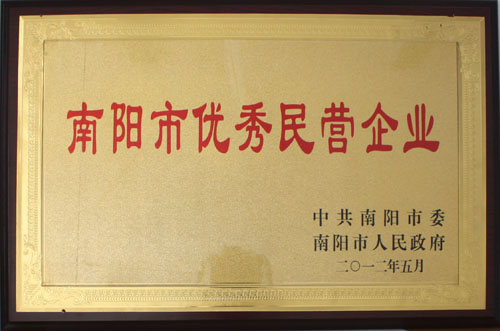 南阳市优秀民营企业
中共南阳市委
南阳市人民政府
二〇一二年五月